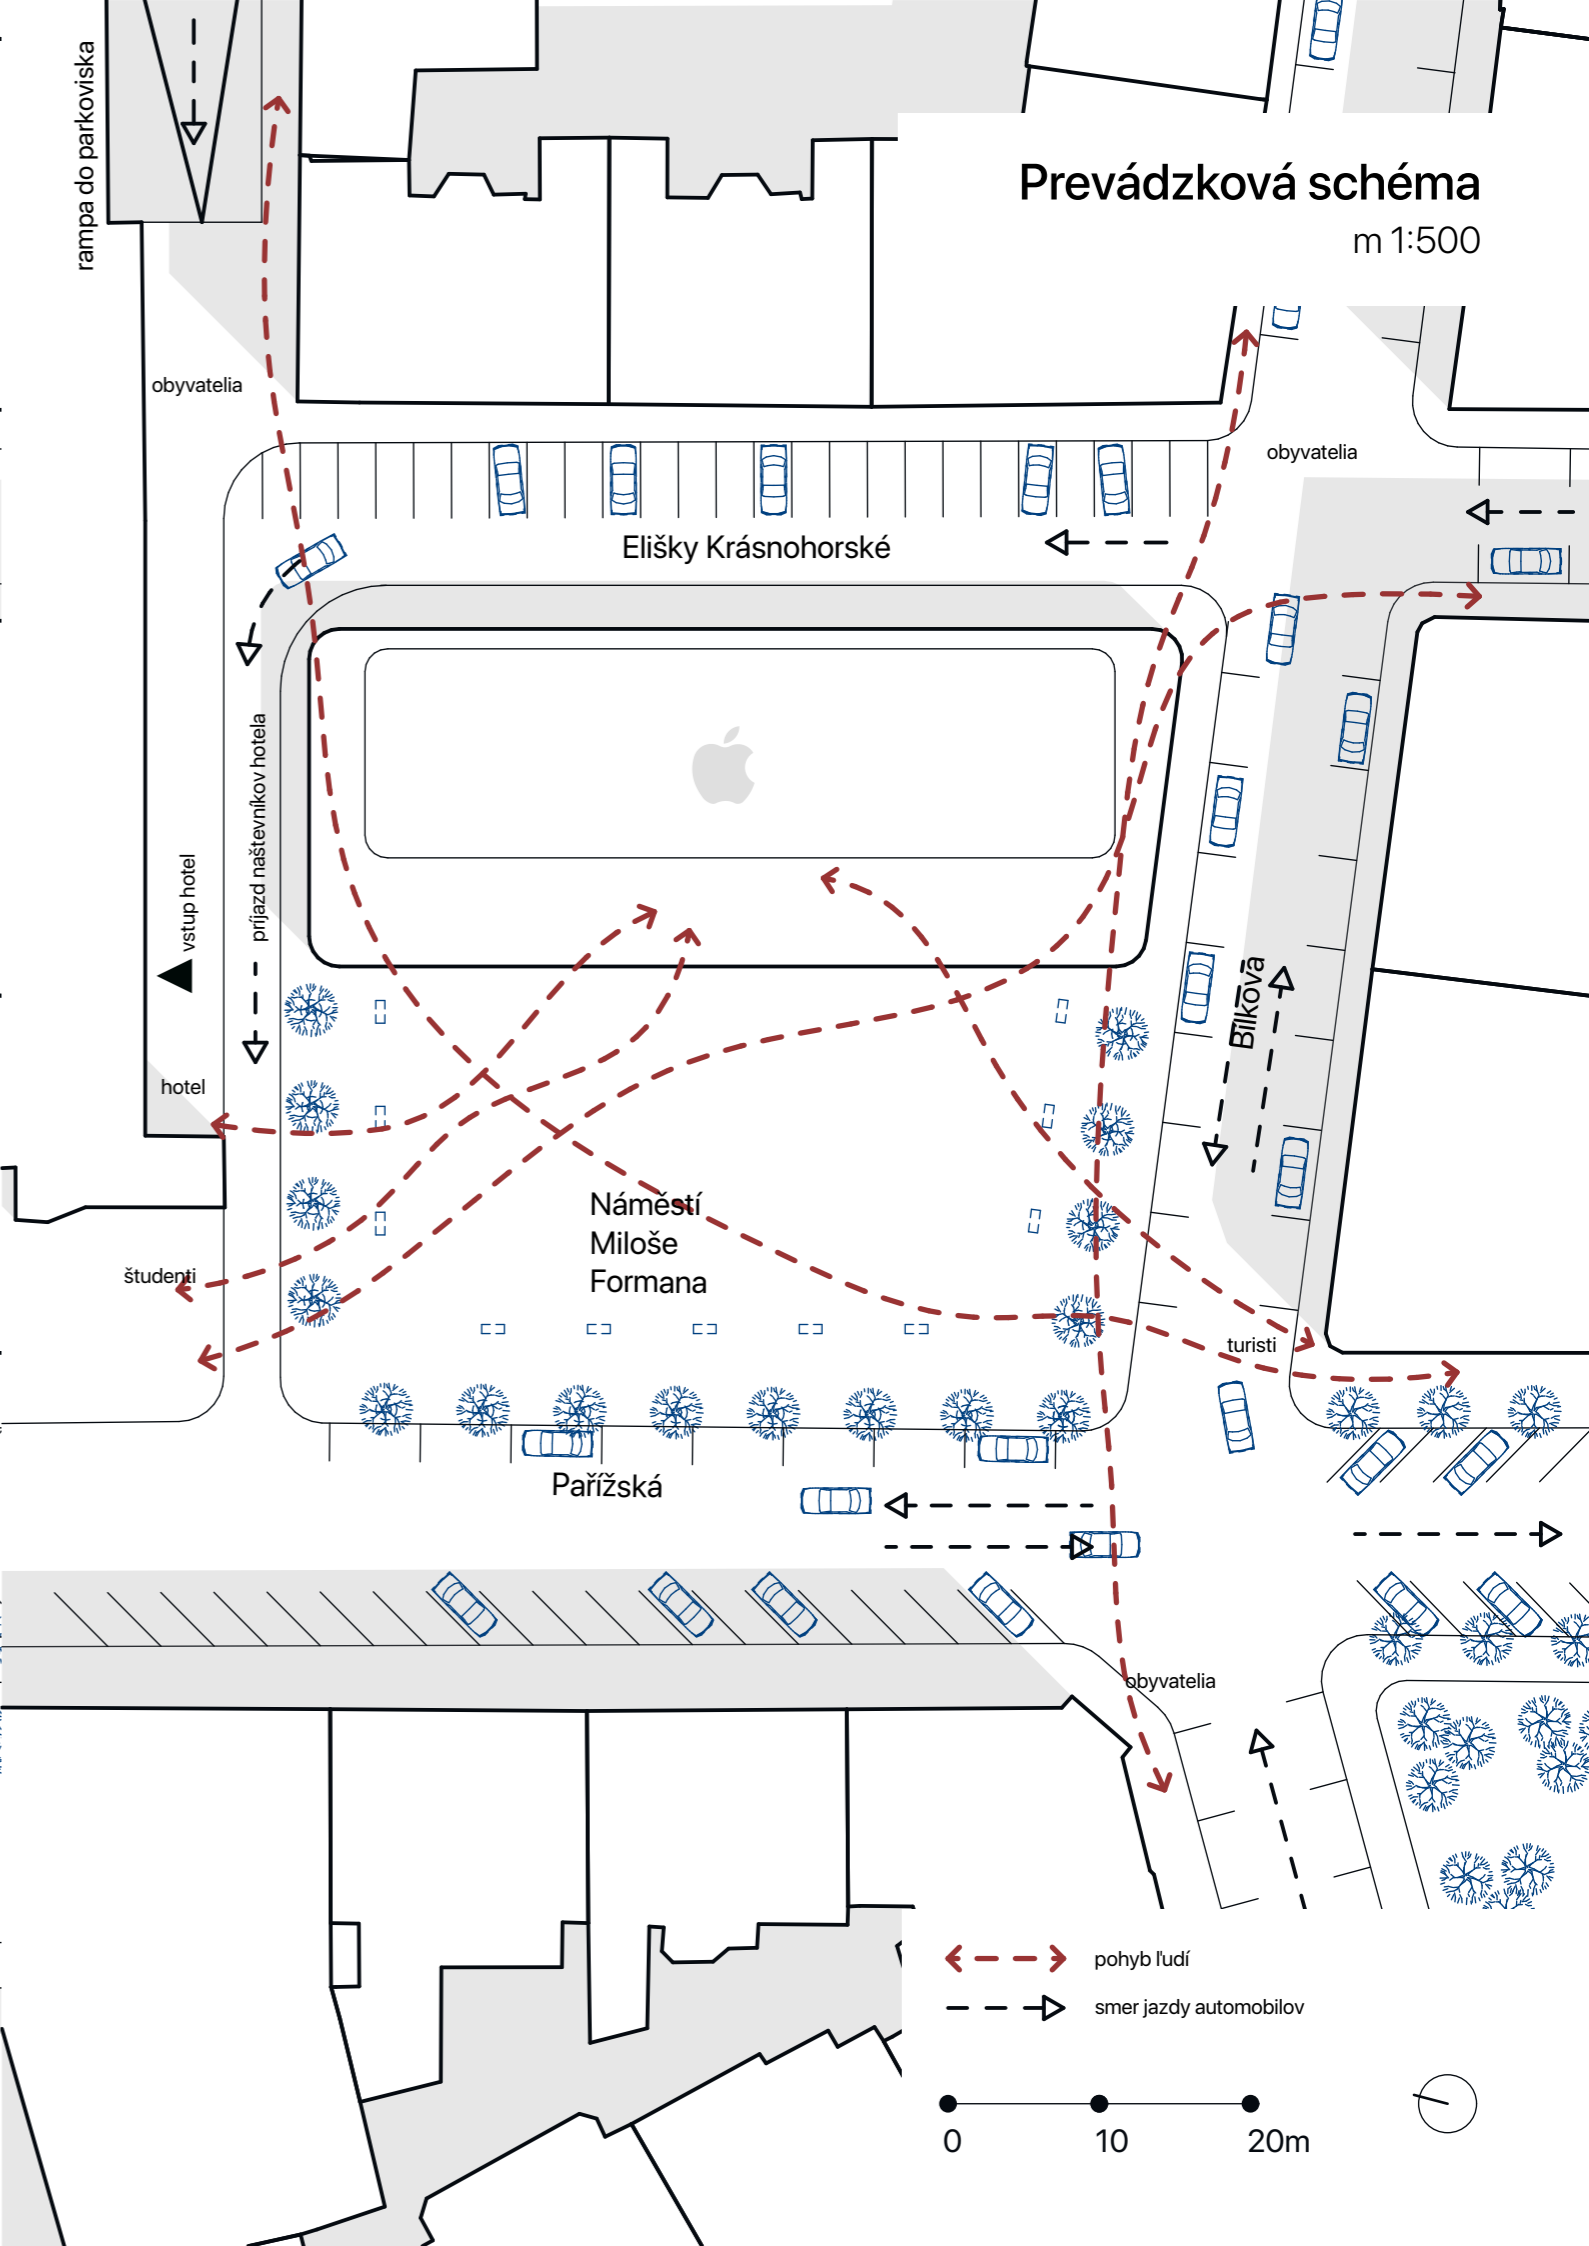 rampa do parkoviska
Prevádzková schéma
m 1:500
obyvatelia
obyvatelia
Elišky Krásnohorské
príjazd naštevníkov hotela
vstup hotel
Bílkova
hotel
Náměstí
Miloše
Formana
študenti
turisti
Pařížská
obyvatelia
pohyb ľudí
smer jazdy automobilov
0 10 20m